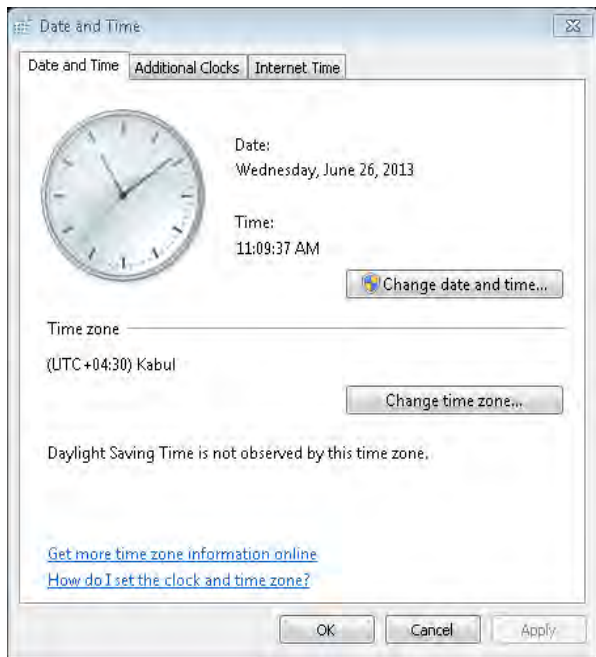 Date and Time
Date and Time Additional Clocks Internet Time
Date:
Wednesday, June 26, 2013
Time:
11:09:37 AM
Change date and time...
Time zone
(UTC+04:30) Kabul
Change time zone...
Daylight Saving Time is not observed by this time zone.
Get more time zone information online
How do I set the clock and time zone?
OK Cancel Apply